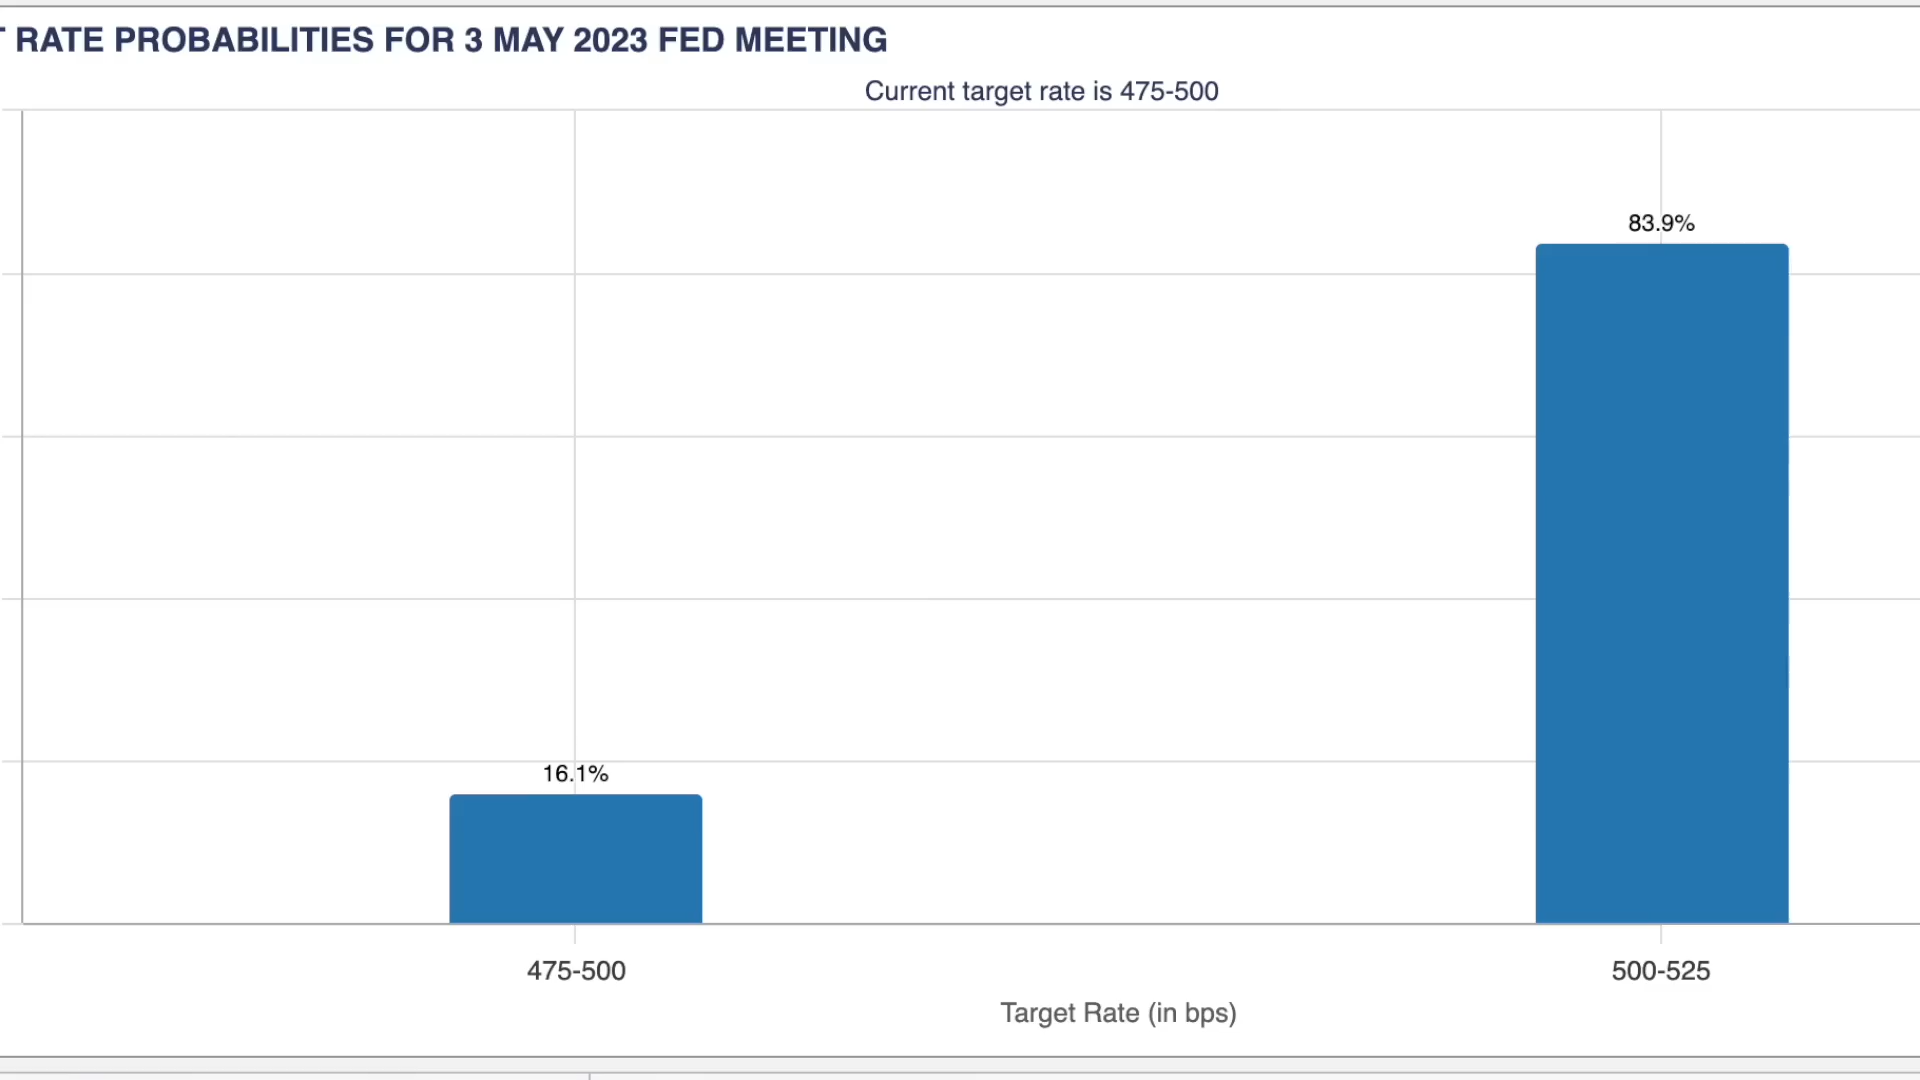 RATE PROBABILITIES FOR 3 MAY 2023 FED MEETING
Current target rate is 475-500
83.9%
16.1%
475-500
500-525
Target Rate (in bps)